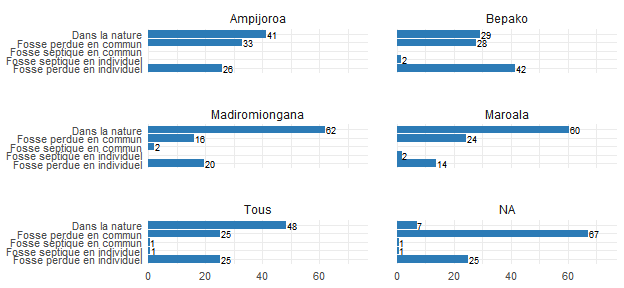 Ampijoroa
Bepako
Dans la nature 41 29
Fosse perdue en commun 33 28
Fosse septique en commun
Fosse septique en individuel 2
Fosse perdue en individuel 26 42
Madiromiongana
Maroala
Dans la nature 62 60
Fosse perdue en commun 16 24
Fosse septique en commun 2
Fosse septique en individuel 2
Fosse perdue en individuel 20 14
Tous
NA
Dans la nature 48 7
Fosse perdue en commun 25 67
Fosse septique en commun 1 1
Fosse septique en individuel 1 1
Fosse perdue en individuel 25 25
0 20 40 60 0 20 40 60